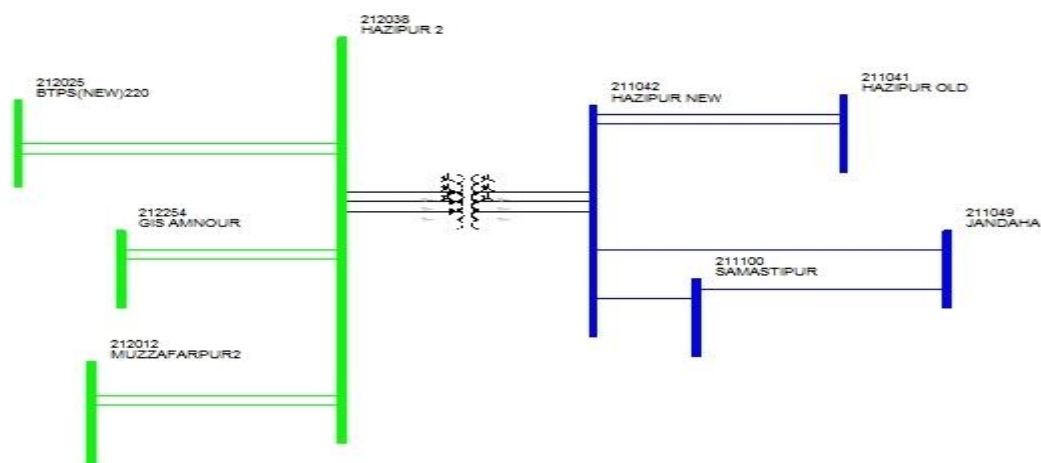 212038
HAZIPUR 2
212025
BTPS(NEW)220
211042
HAZIPUR NEW
211041
HAZIPUR OLD
212254
GIS AMNOUR
211049
JANDAHA
211100
SAMASTIPUR
212012
MUZZAFARPUR2